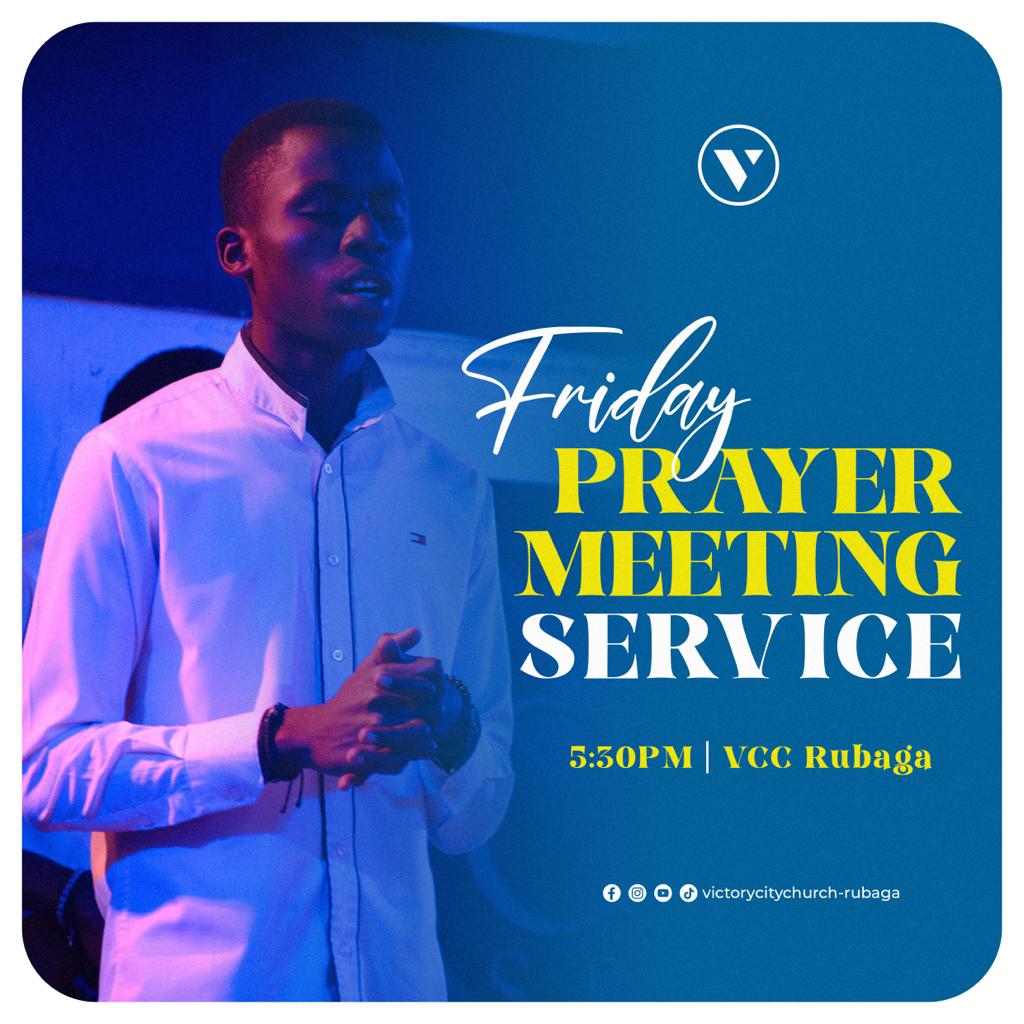 V
Friday
PRAYER
MEETING
SERVICE
5:30PM | VCC Rubaga
victorycitychurch-rubaga